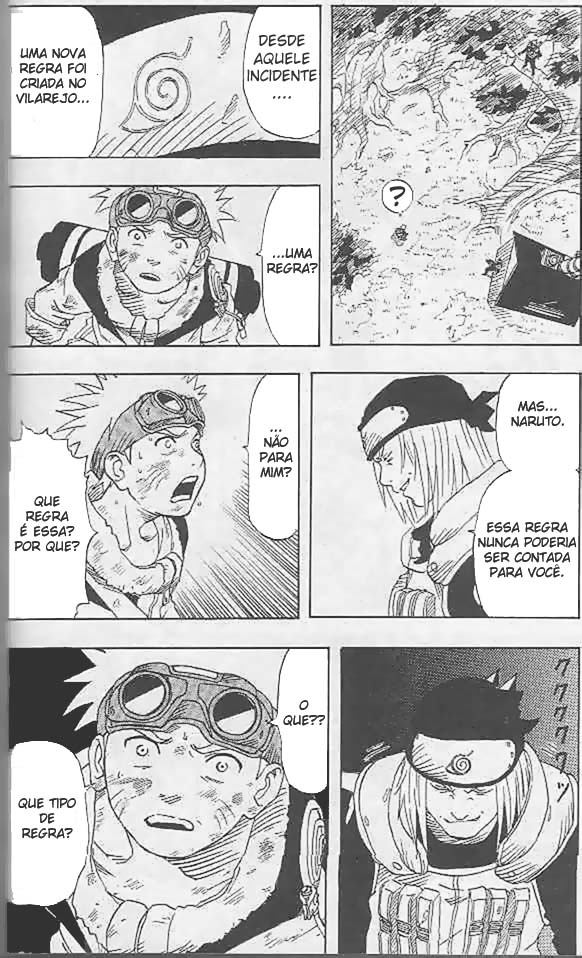 ?
DESDE
AQUELE
INCIDENTE
....
UMA NOVA
REGRA FOI
CRIADA NO
VILAREJO...
...UMA
REGRA?
MAS...
NARUTO.
ESSA REGRA
NUNCA PODERIA
SER CONTADA
PARA VOCÊ.
...
NÃO
PARA
MIM?
QUE
REGRA
É ESSA?
POR QUE?
ククククククッ
O
QUE??
QUE TIPO
DE
REGRA?